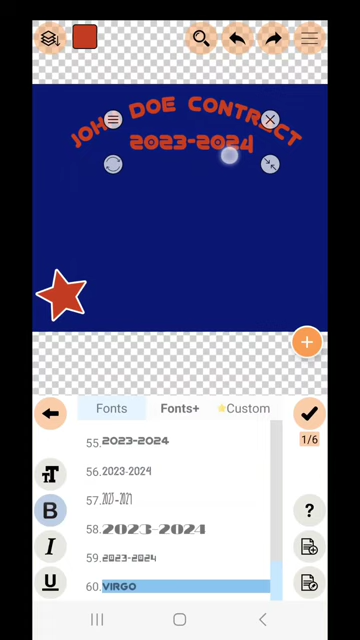 JOHN DOE CONTRACT
2023-2024
Fonts
Fonts+
Custom
1/6
55. 2023-2024
56. 2023-2024
57.
58. 2023-2024
59. 2023-2024
60. VIRGO
T
B
I
U
?